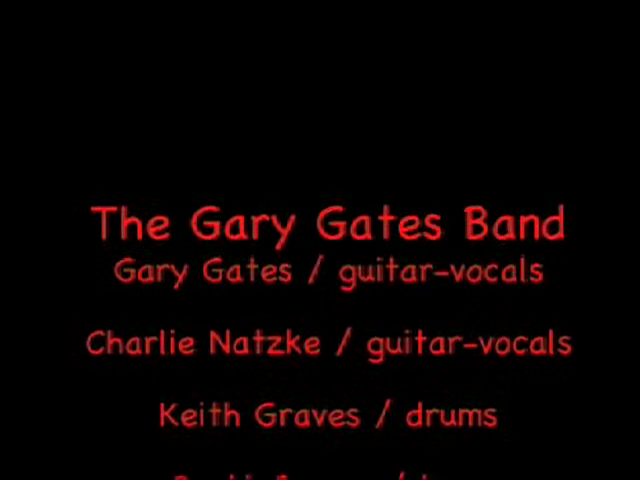 The Gary Gates Band
Gary Gates / guitar-vocals
Charlie Natzke / guitar-vocals
Keith Graves / drums